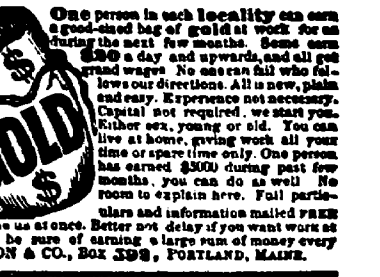 One person in each locality can earn
a good-sized bag of gold at work for us
during the next few months. Some earn
$20 a day and upwards, and all get
grand wages. No one can fail who fol-
lows our directions. All is new, plain
and easy. Experience not necessary.
Capital not required, we start you.
Either sex, young or old. You can
live at home, giving work all your
time or spare time only. One person
has earned $5000 during past few
months, you can do as well. No
room to explain here. Full partic-
ulars and information mailed FREE
us at once. Better not delay if you want work at
be sure of earning a large sum of money every
ON & CO., Box 398, PORTLAND, MAINE.
$
GOLD
$